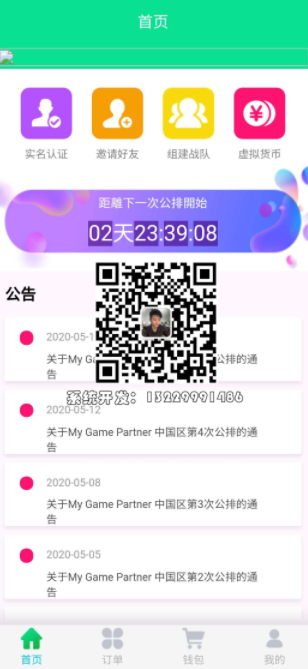 首页
实名认证
邀请好友
组建战队
虚拟货币
距離下一次公排開始
02天23:39:08
公告
2020-05-1
关于My Ga
公排的通
告
系统开发：13229991486
2020-05-12
关于My Game Partner 中国区第4次公排的通
告
2020-05-08
关于My Game Partner 中国区第3次公排的通
告
2020-05-05
关于My Game Partner 中国区第2次公排的通
告
首页
订单
钱包
我的